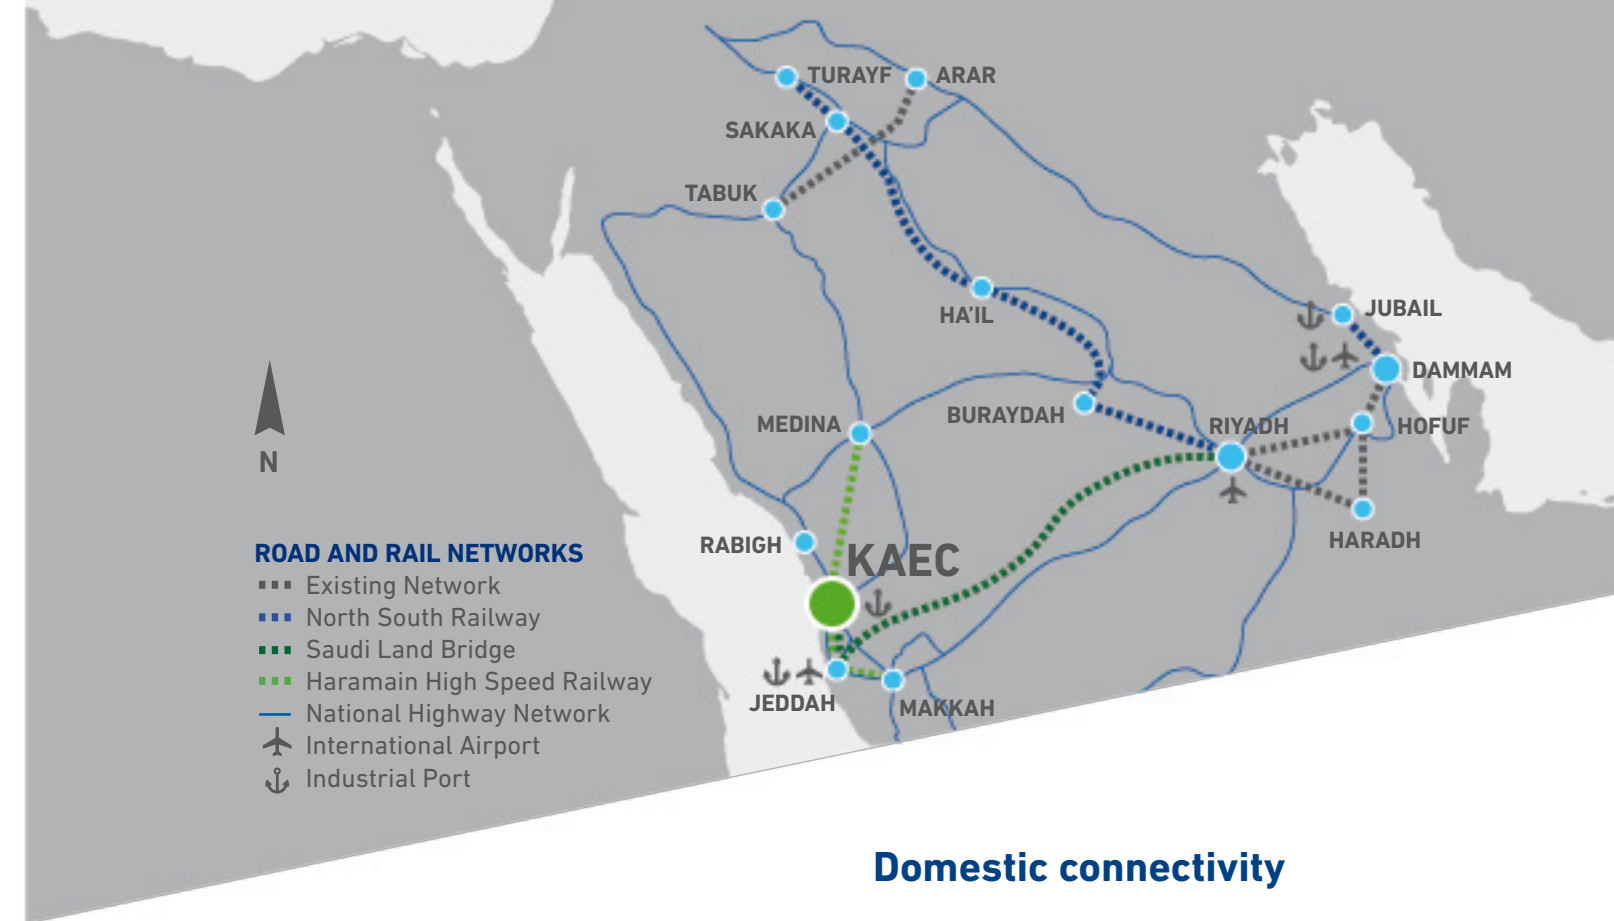 TURAYF
ARAR
SAKAKA
TABUK
HA'IL
JUBAIL
DAMMAM
MEDINA
BURAYDAH
RIYADH
HOFUF
N
RABIGH
KAEC
HARADH
ROAD AND RAIL NETWORKS
Existing Network
North South Railway
Saudi Land Bridge
Haramain High Speed Railway
National Highway Network
International Airport
Industrial Port
JEDDAH
MAKKAH
Domestic connectivity